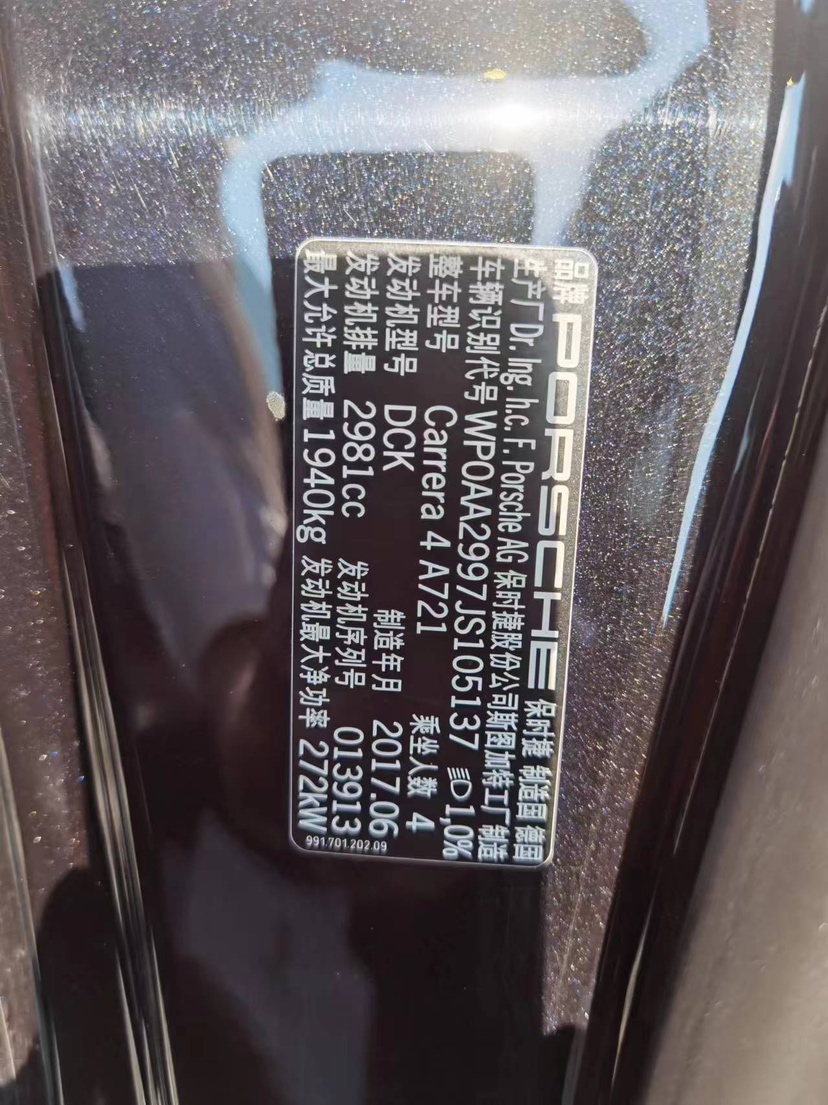 品牌 PORSCHE 保时捷 制造国 德国
生产厂 Dr. Ing. h.c. F. Porsche AG 保时捷股份公司斯图加特工厂 制造
车辆识别代号 WP0AA2997JS105137 1,0%
整车型号 Carrera 4 A721 乘坐人数 4
发动机型号 DCK 制造年月 2017.06
发动机排量 2981cc 发动机序列号 013913
最大允许总质量 1940kg 发动机最大净功率 272kW
991.701.202.09